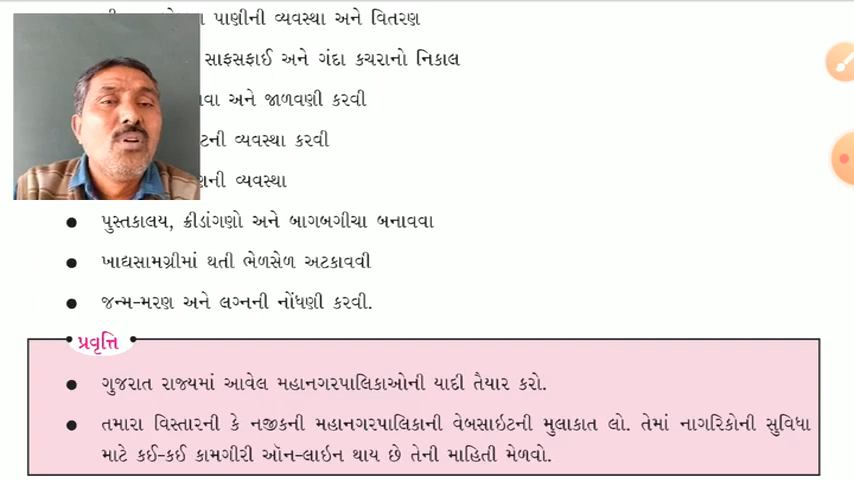 પાણીની વ્યવસ્થા અને વિતરણ
સાફસફાઈ અને ગંદા કચરાનો નિકાલ
અને જાળવણી કરવી
વ્યવસ્થા કરવી
વ્યવસ્થા
● પુસ્તકાલય, ક્રીડાંગણો અને બાગબગીચા બનાવવા
● ખાદ્યસામગ્રીમાં થતી ભેળસેળ અટકાવવી
● જન્મ-મરણ અને લગ્નની નોંધણી કરવી.
પ્રવૃત્તિ
● ગુજરાત રાજ્યમાં આવેલ મહાનગરપાલિકાઓની યાદી તૈયાર કરો.
● તમારા વિસ્તારની કે નજીકની મહાનગરપાલિકાની વેબસાઇટની મુલાકાત લો. તેમાં નાગરિકોની સુવિધા
માટે કઈ-કઈ કામગીરી ઑન-લાઇન થાય છે તેની માહિતી મેળવો.